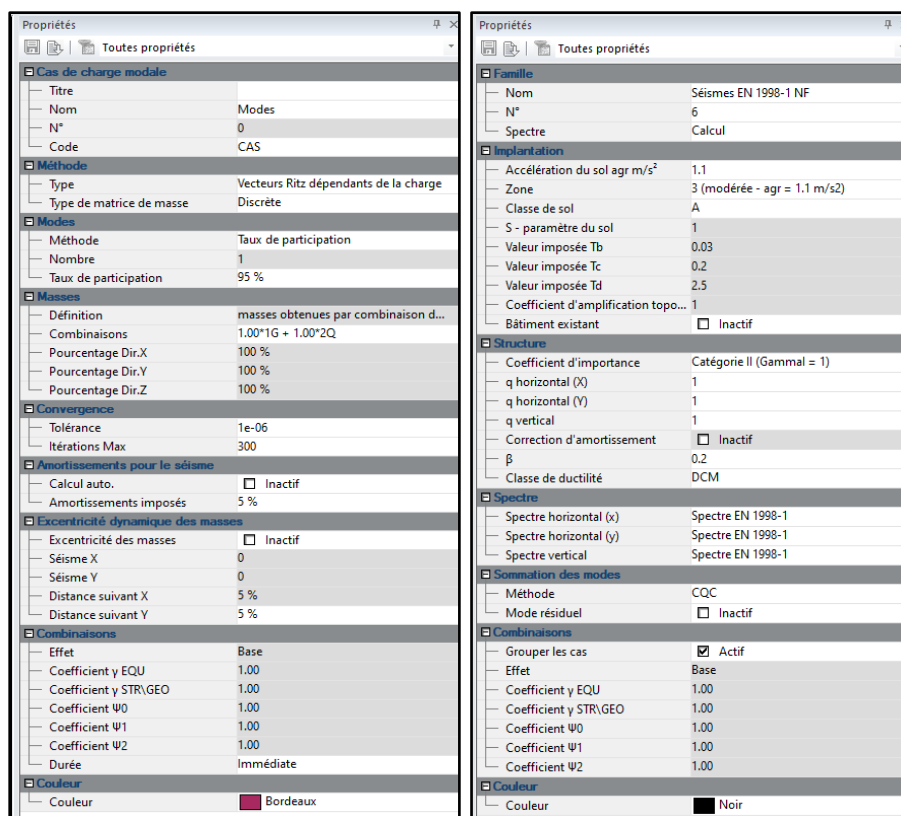 Propriétés
Toutes propriétés
Cas de charge modale
Titre
Nom Modes
N° 0
Code CAS
Méthode
Type Vecteurs Ritz dépendants de la charge
Type de matrice de masse Discrète
Modes
Méthode Taux de participation
Nombre 1
Taux de participation 95 %
Masses
Définition masses obtenues par combinaison d...
Combinaisons 1.00*1G + 1.00*2Q
Pourcentage Dir.X 100 %
Pourcentage Dir.Y 100 %
Pourcentage Dir.Z 100 %
Convergence
Tolérance 1e-06
Itérations Max 300
Amortissements pour le séisme
Calcul auto. Inactif
Amortissements imposés 5 %
Excentricité dynamique des masses
Excentricité des masses Inactif
Séisme X 0
Séisme Y 0
Distance suivant X 5 %
Distance suivant Y 5 %
Combinaisons
Effet Base
Coefficient γ EQU 1.00
Coefficient γ STR\GEO 1.00
Coefficient Ψ0 1.00
Coefficient Ψ1 1.00
Coefficient Ψ2 1.00
Durée Immédiate
Couleur
Couleur Bordeaux
Propriétés
Toutes propriétés
Famille
Nom Séismes EN 1998-1 NF
N° 6
Spectre Calcul
Implantation
Accélération du sol agr m/s² 1.1
Zone 3 (modérée - agr = 1.1 m/s2)
Classe de sol A
S - paramètre du sol 1
Valeur imposée Tb 0.03
Valeur imposée Tc 0.2
Valeur imposée Td 2.5
Coefficient d'amplification topo... 1
Bâtiment existant Inactif
Structure
Coefficient d'importance Catégorie II (GammaI = 1)
q horizontal (X) 1
q horizontal (Y) 1
q vertical 1
Correction d'amortissement Inactif
β 0.2
Classe de ductilité DCM
Spectre
Spectre horizontal (x) Spectre EN 1998-1
Spectre horizontal (y) Spectre EN 1998-1
Spectre vertical Spectre EN 1998-1
Sommation des modes
Méthode CQC
Mode résiduel Inactif
Combinaisons
Grouper les cas Actif
Effet Base
Coefficient γ EQU 1.00
Coefficient γ STR\GEO 1.00
Coefficient Ψ0 1.00
Coefficient Ψ1 1.00
Coefficient Ψ2 1.00
Couleur
Couleur Noir